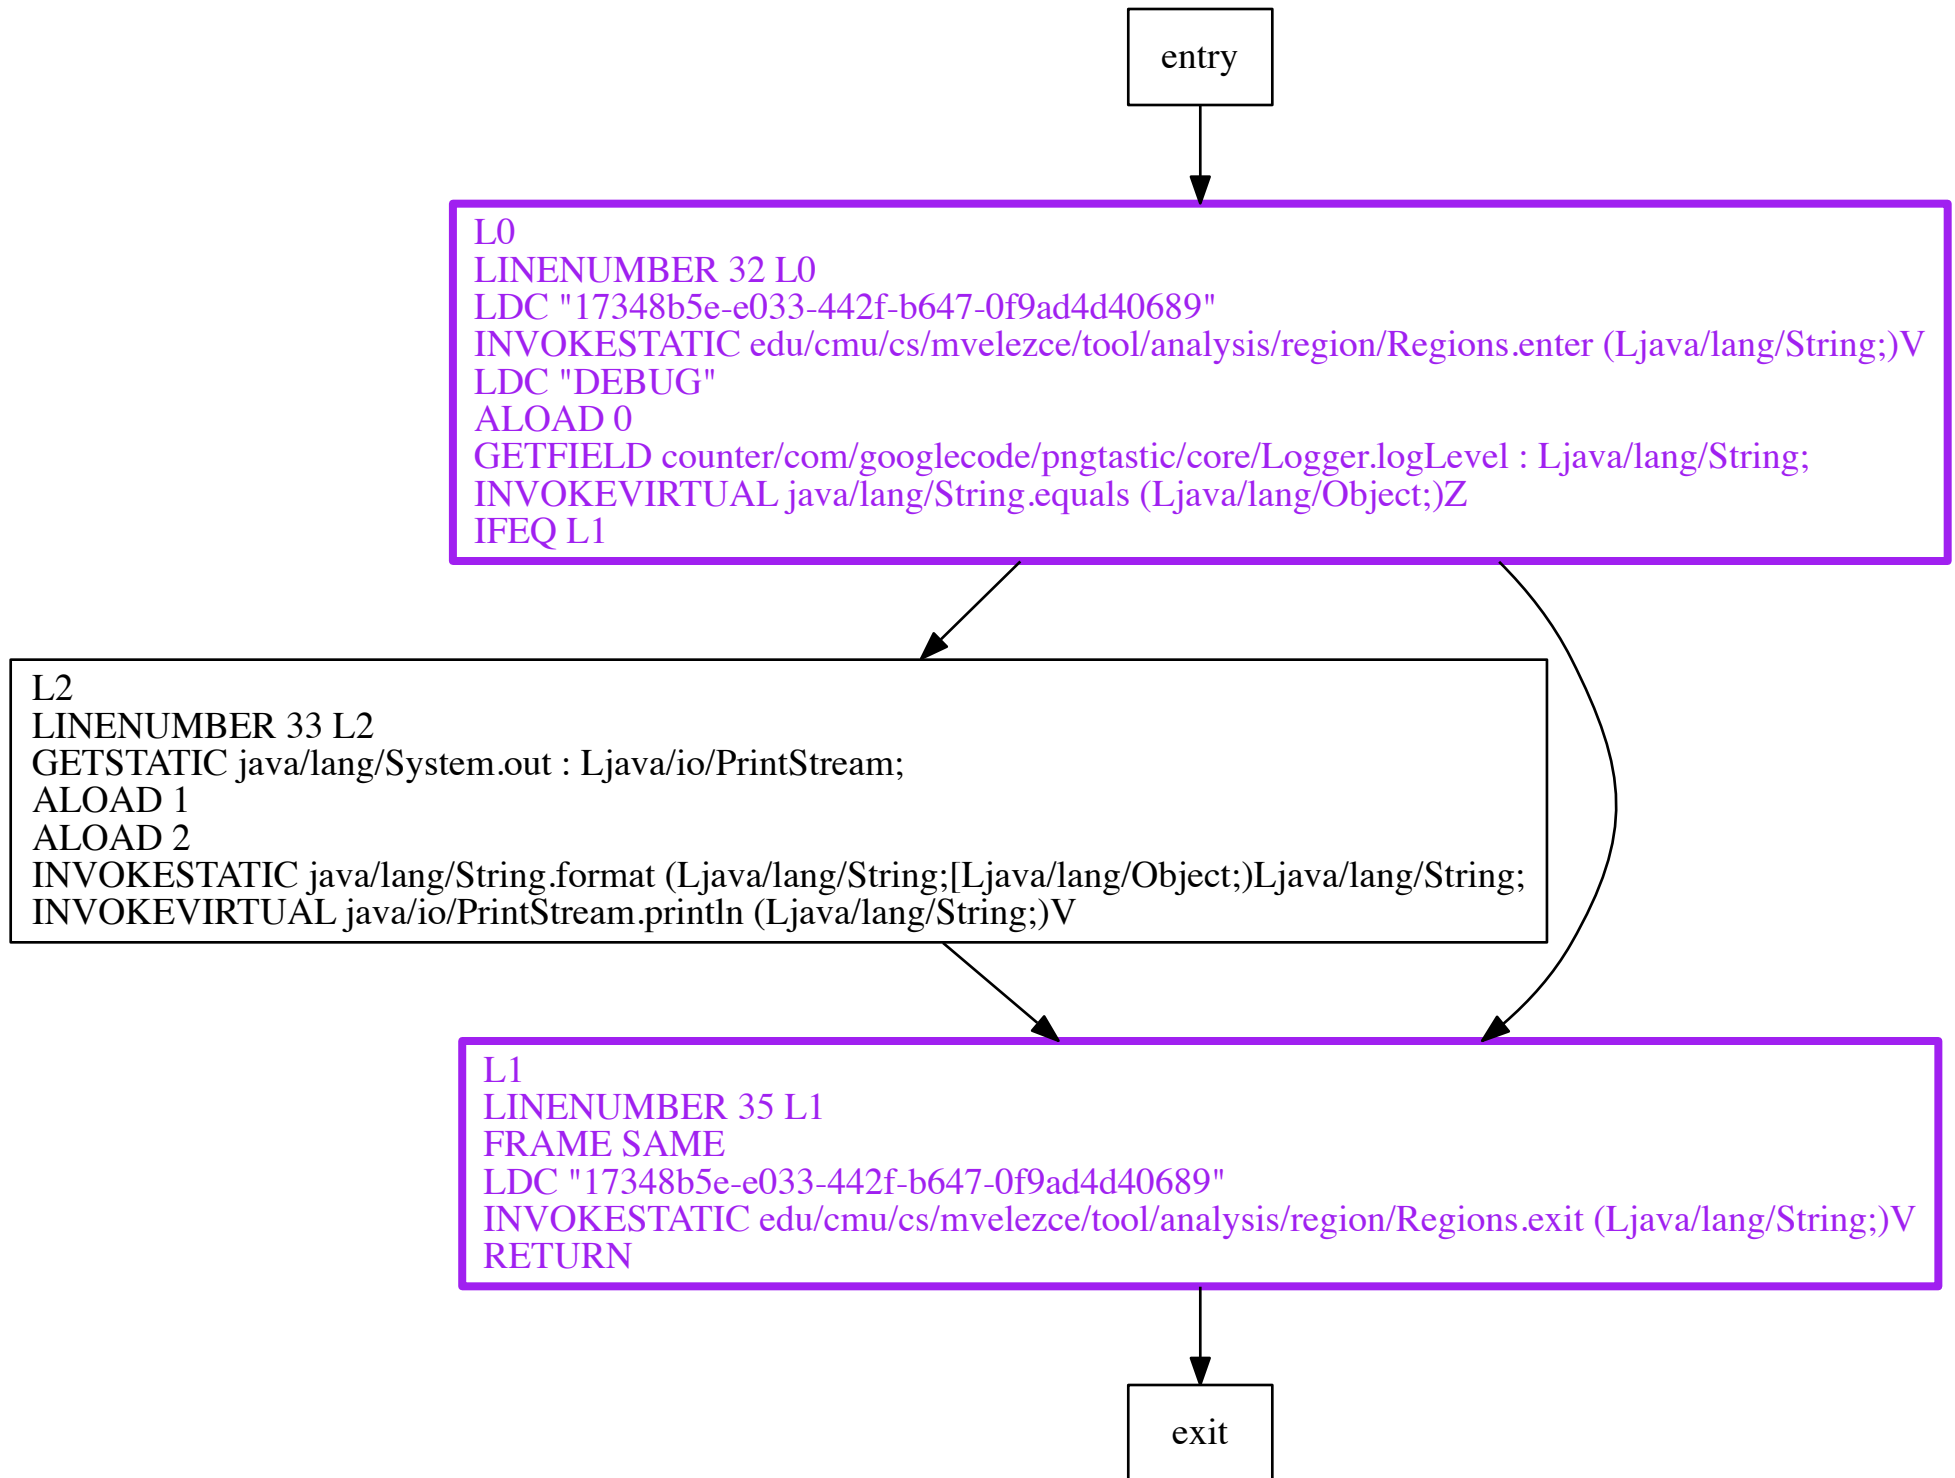 entry
L0
LINENUMBER 32 L0
LDC "17348b5e-e033-442f-b647-0f9ad4d40689"
INVOKESTATIC edu/cmu/cs/mvelezce/tool/analysis/region/Regions.enter (Ljava/lang/String;)V
LDC "DEBUG"
ALOAD 0
GETFIELD counter/com/googlecode/pngtastic/core/Logger.logLevel : Ljava/lang/String;
INVOKEVIRTUAL java/lang/String.equals (Ljava/lang/Object;)Z
IFEQ L1
L2
LINENUMBER 33 L2
GETSTATIC java/lang/System.out : Ljava/io/PrintStream;
ALOAD 1
ALOAD 2
INVOKESTATIC java/lang/String.format (Ljava/lang/String;[Ljava/lang/Object;)Ljava/lang/String;
INVOKEVIRTUAL java/io/PrintStream.println (Ljava/lang/String;)V
L1
LINENUMBER 35 L1
FRAME SAME
LDC "17348b5e-e033-442f-b647-0f9ad4d40689"
INVOKESTATIC edu/cmu/cs/mvelezce/tool/analysis/region/Regions.exit (Ljava/lang/String;)V
RETURN
exit